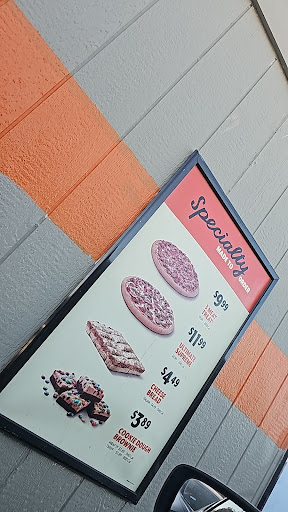 Specialty
MADE TO ORDER
$9.99
3 MEAT
TREAT
$11.99
ULTIMATE
SUPREME
$4.49
CHEESE
BREAD
$3.89
COOKIE DOUGH
BROWNIE